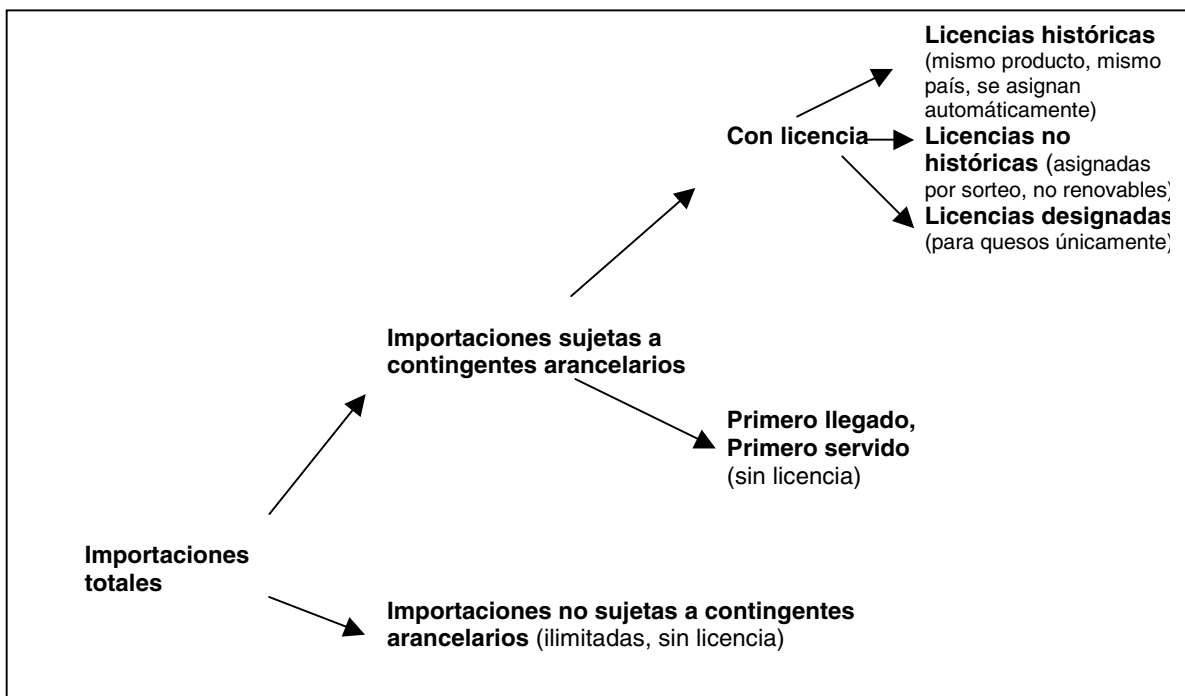 Licencias históricas
(mismo producto, mismo
país, se asignan
automáticamente)
Con licencia
Licencias no
históricas (asignadas
por sorteo, no renovables)
Licencias designadas
(para quesos únicamente)
Importaciones sujetas a
contingentes arancelarios
Primero llegado,
Primero servido
(sin licencia)
Importaciones
totales
Importaciones no sujetas a contingentes
arancelarios (ilimitadas, sin licencia)